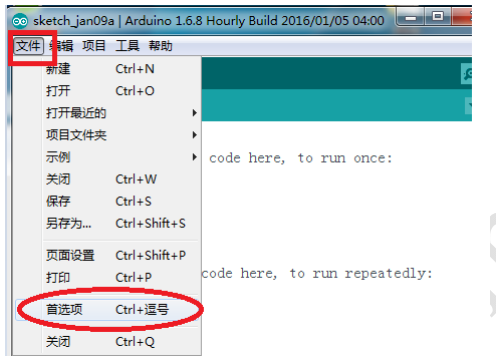 sketch_jan09a | Arduino 1.6.8 Hourly Build 2016/01/05 04:00
文件 编辑 项目 工具 帮助
新建 Ctrl+N
打开 Ctrl+O
打开最近的
项目文件夹
示例
code here, to run once:
关闭 Ctrl+W
保存 Ctrl+S
另存为... Ctrl+Shift+S
页面设置 Ctrl+Shift+P
打印 Ctrl+P
code here, to run repeatedly:
首选项 Ctrl+逗号
关闭 Ctrl+Q